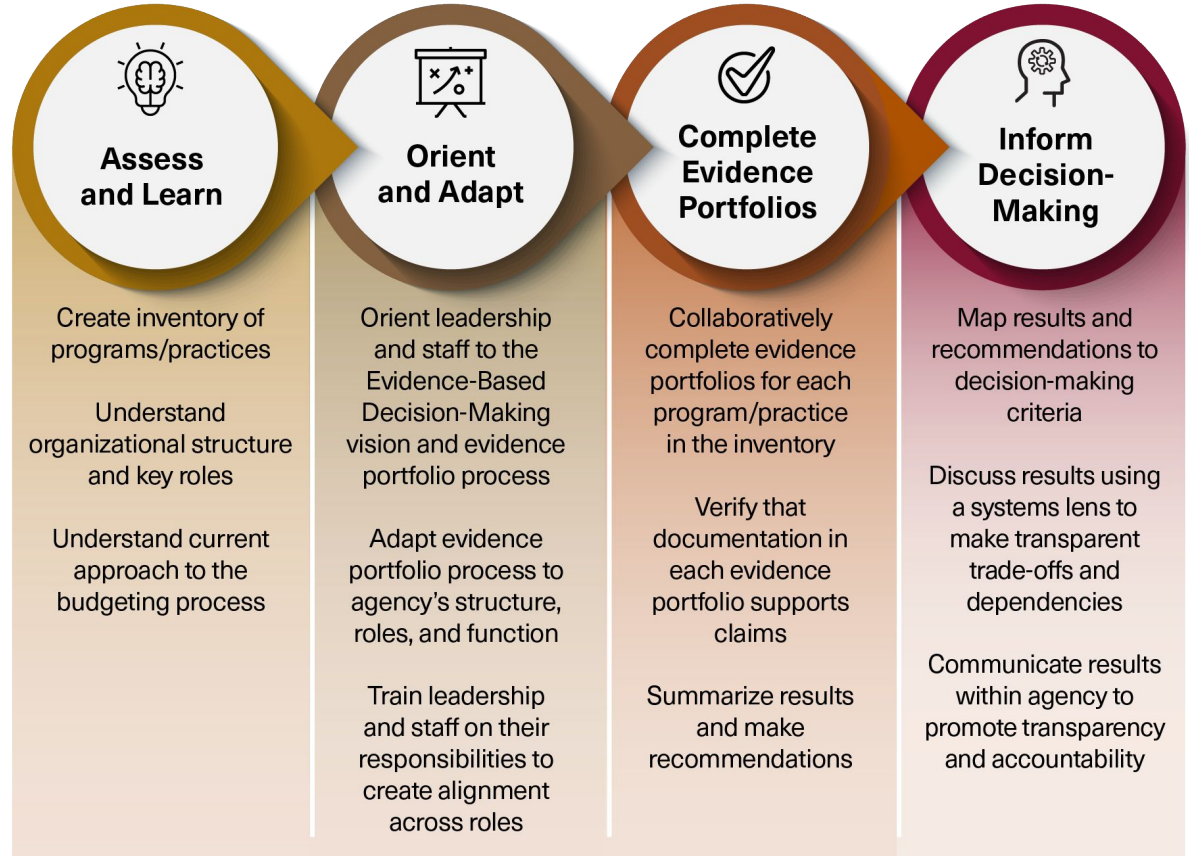 Assess
and Learn
Create inventory of
programs/practices
Understand
organizational structure
and key roles
Understand current
approach to the
budgeting process
Orient
and Adapt
Orient leadership
and staff to the
Evidence-Based
Decision-Making
vision and evidence
portfolio process
Adapt evidence
portfolio process to
agency’s structure,
roles, and function
Train leadership
and staff on their
responsibilities to
create alignment
across roles
Complete
Evidence
Portfolios
Collaboratively
complete evidence
portfolios for each
program/practice
in the inventory
Verify that
documentation in
each evidence
portfolio supports
claims
Summarize results
and make
recommendations
Inform
Decision-
Making
Map results and
recommendations to
decision-making
criteria
Discuss results using
a systems lens to
make transparent
trade-offs and
dependencies
Communicate results
within agency to
promote transparency
and accountability